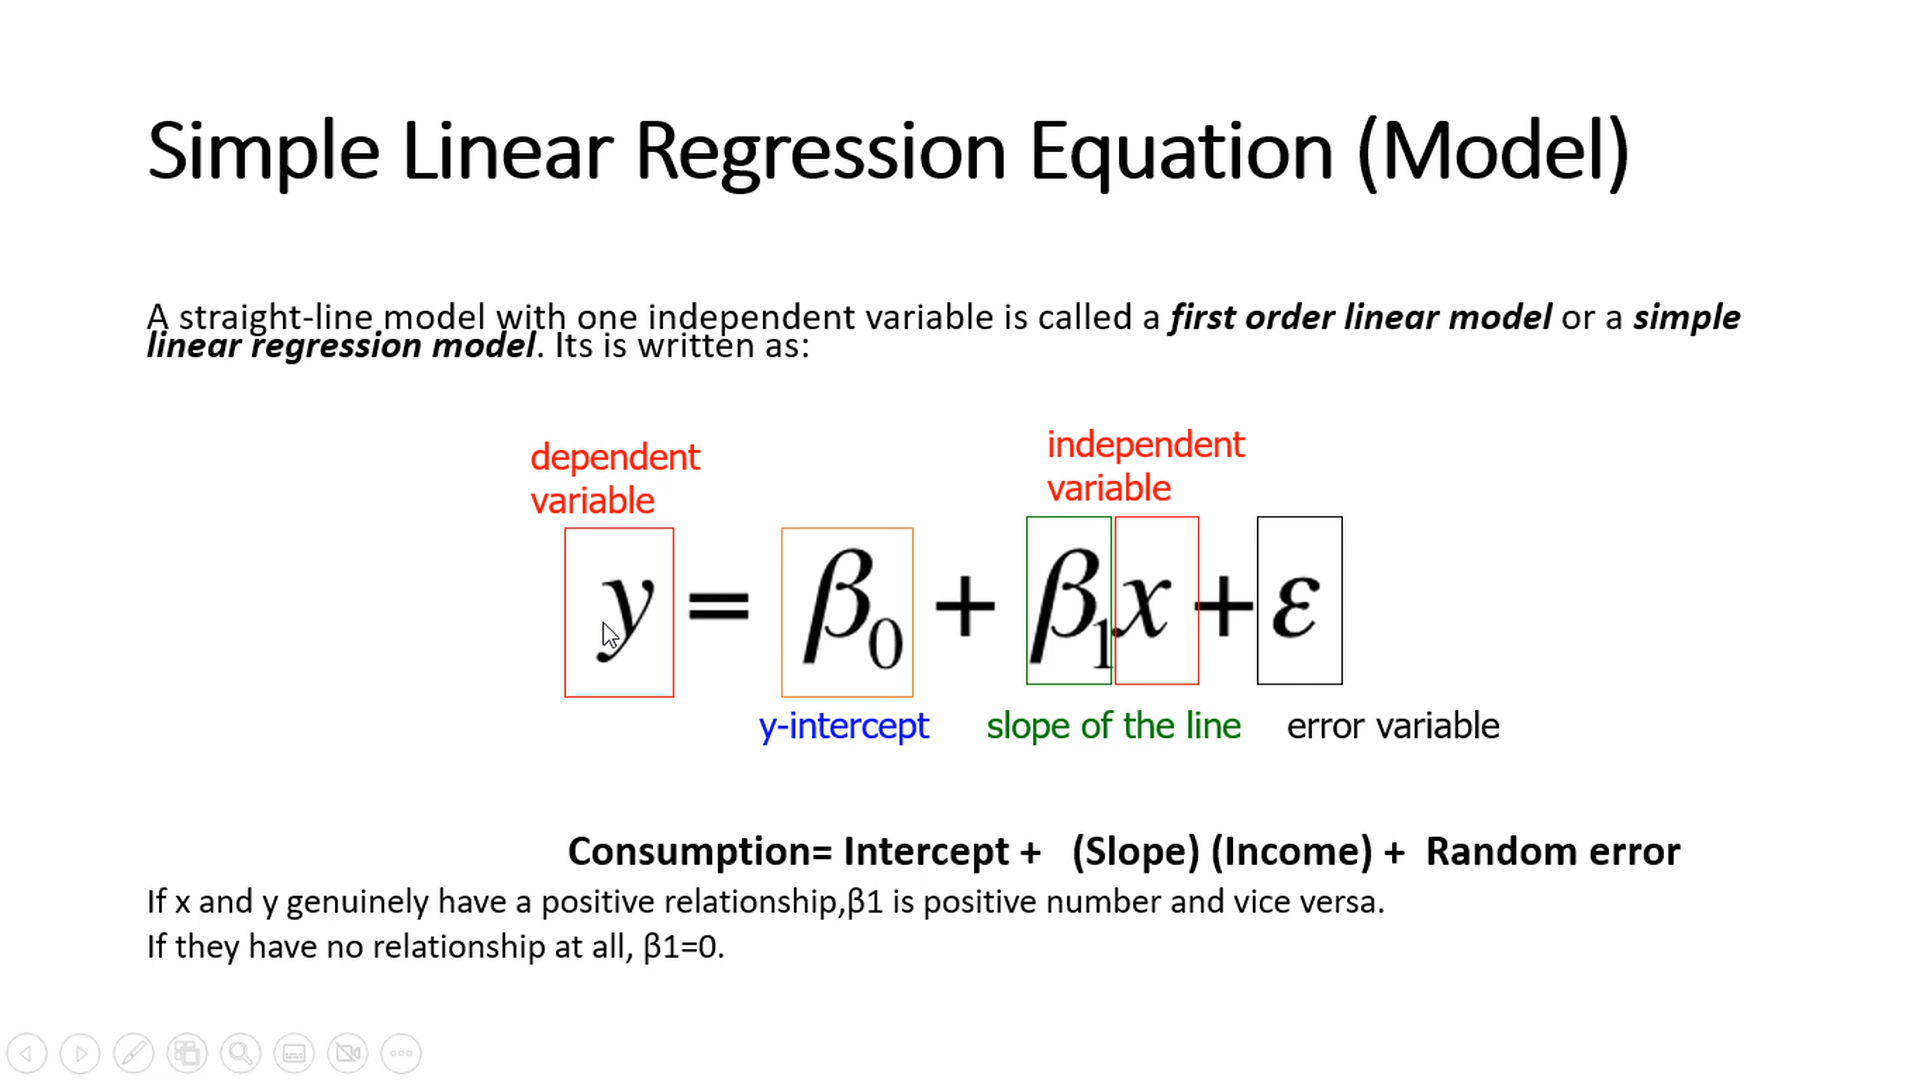 Simple Linear Regression Equation (Model)
A straight-line model with one independent variable is called a first order linear model or a simple
linear regression model. Its is written as:
dependent
variable
independent
variable
y = β₀ + β₁x + ε
y-intercept
slope of the line
error variable
Consumption= Intercept + (Slope) (Income) + Random error
If x and y genuinely have a positive relationship,β1 is positive number and vice versa.
If they have no relationship at all, β1=0.